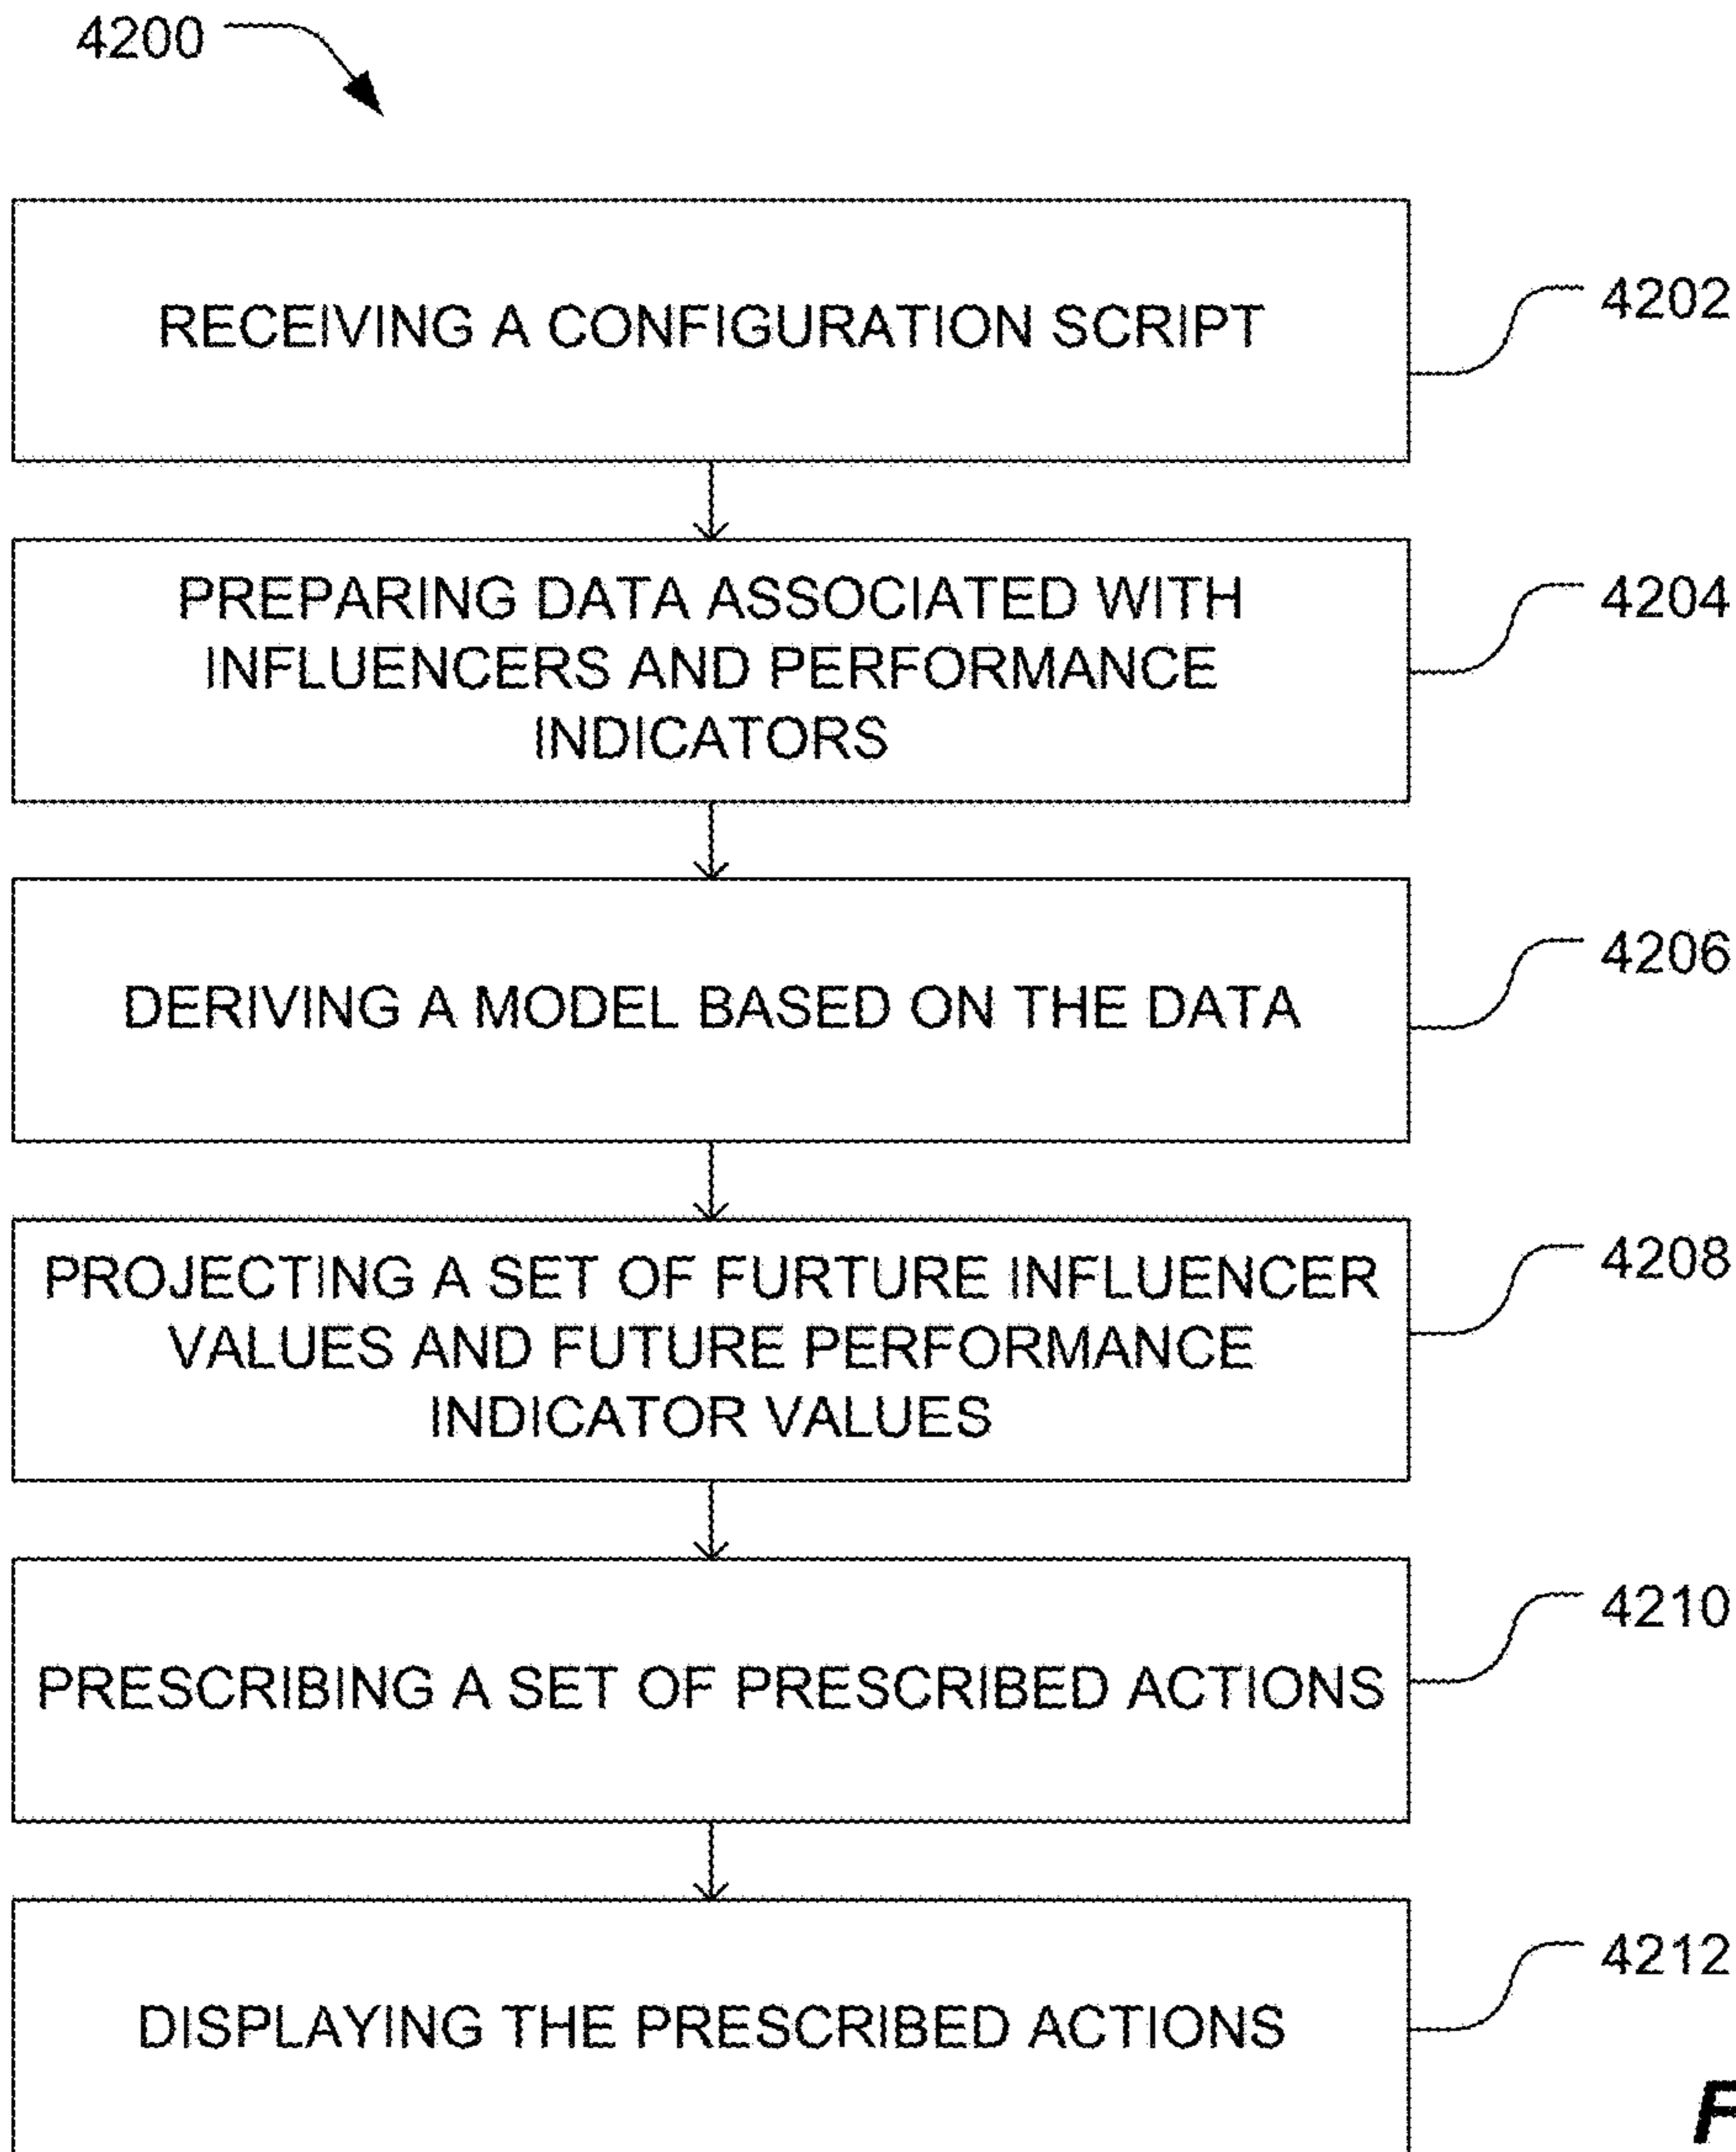 4200
RECEIVING A CONFIGURATION SCRIPT
4202
PREPARING DATA ASSOCIATED WITH
INFLUENCERS AND PERFORMANCE
INDICATORS
4204
DERIVING A MODEL BASED ON THE DATA
4206
PROJECTING A SET OF FURTURE INFLUENCER
VALUES AND FUTURE PERFORMANCE
INDICATOR VALUES
4208
PRESCRIBING A SET OF PRESCRIBED ACTIONS
4210
DISPLAYING THE PRESCRIBED ACTIONS
4212